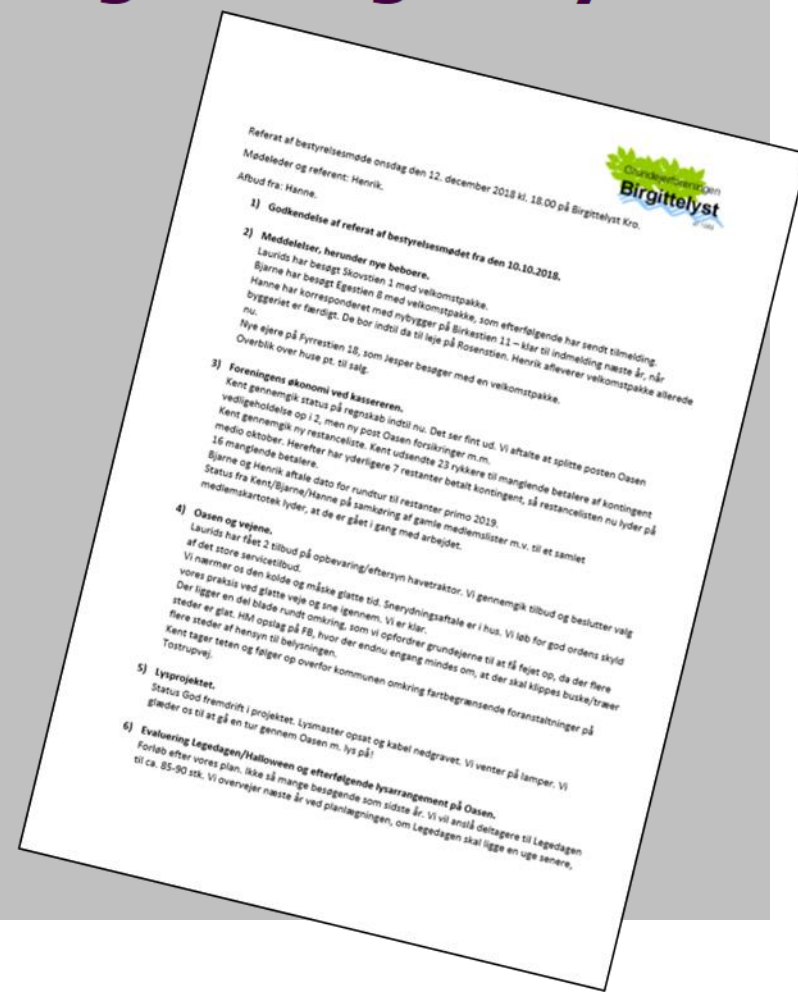 Grundejerforeningen
Birgittelyst
Referat af bestyrelsesmøde onsdag den 12. december 2018 kl. 18.00 på Birgittelyst Kro.
Mødeleder og referent: Henrik.
Afbud fra: Hanne.
1) Godkendelse af referat af bestyrelsesmødet fra den 10.10.2018.
2) Meddelelser, herunder nye beboere.
Laurids har besøgt Skovstien 1 med velkomstpakke.
Bjarne har besøgt Egestien 8 med velkomstpakke, som efterfølgende har sendt tilmelding.
Hanne har korresponderet med nybygger på Birkestien 11 – klar til indmelding næste år, når
byggeriet er færdigt. De bor indtil da til leje på Rosenstien. Henrik afleverer velkomstpakke allerede
nu.
Nye ejere på Fyrrestien 18, som Jesper besøger med en velkomstpakke.
Overblik over huse pt. til salg.
3) Foreningens økonomi ved kassereren.
Kent gennemgik status på regnskab indtil nu. Det ser fint ud. Vi aftalte at splitte posten Oasen
vedligeholdelse op i 2, men ny post Oasen forsikringer m.m.
Kent gennemgik ny restanceliste. Kent udsendte 23 rykkere til manglende betalere af kontingent
medio oktober. Herefter har yderligere 7 restanter betalt kontingent, så restancelisten nu lyder på
16 manglende betalere.
Bjarne og Henrik aftale dato for rundtur til restanter primo 2019.
Status fra Kent/Bjarne/Hanne på samkøring af gamle medlemslister m.v. til et samlet
medlemskartotek lyder, at de er gået i gang med arbejdet.
4) Oasen og vejene.
Laurids har fået 2 tilbud på opbevaring/eftersyn havetraktor. Vi gennemgik tilbud og beslutter valg
af det store servicetilbud.
Vi nærmer os den kolde og måske glatte tid. Snerydningsaftale er i hus. Vi løb for god ordens skyld
vores praksis ved glatte veje og sne igennem. Vi er klar.
Der ligger en del blade rundt omkring, som vi opfordrer grundejerne til at få fejet op, da der flere
steder er glat. HM opslag på FB, hvor der endnu engang mindes om, at der skal klippes buske/træer
flere steder af hensyn til belysningen.
Kent tager teten og følger op overfor kommunen omkring fartbegrænsende foranstaltninger på
Tostrupvej.
5) Lysprojektet.
Status God fremdrift i projektet. Lysmaster opsat og kabel nedgravet. Vi venter på lamper. Vi
glæder os til at gå en tur gennem Oasen m. lys på!
6) Evaluering Legedagen/Halloween og efterfølgende lysarrangement på Oasen.
Forløb efter vores plan. Ikke så mange besøgende som sidste år. Vi vil anslå deltagere til Legedagen
til ca. 85-90 stk. Vi overvejer næste år ved planlægningen, om Legedagen skal ligge en uge senere,